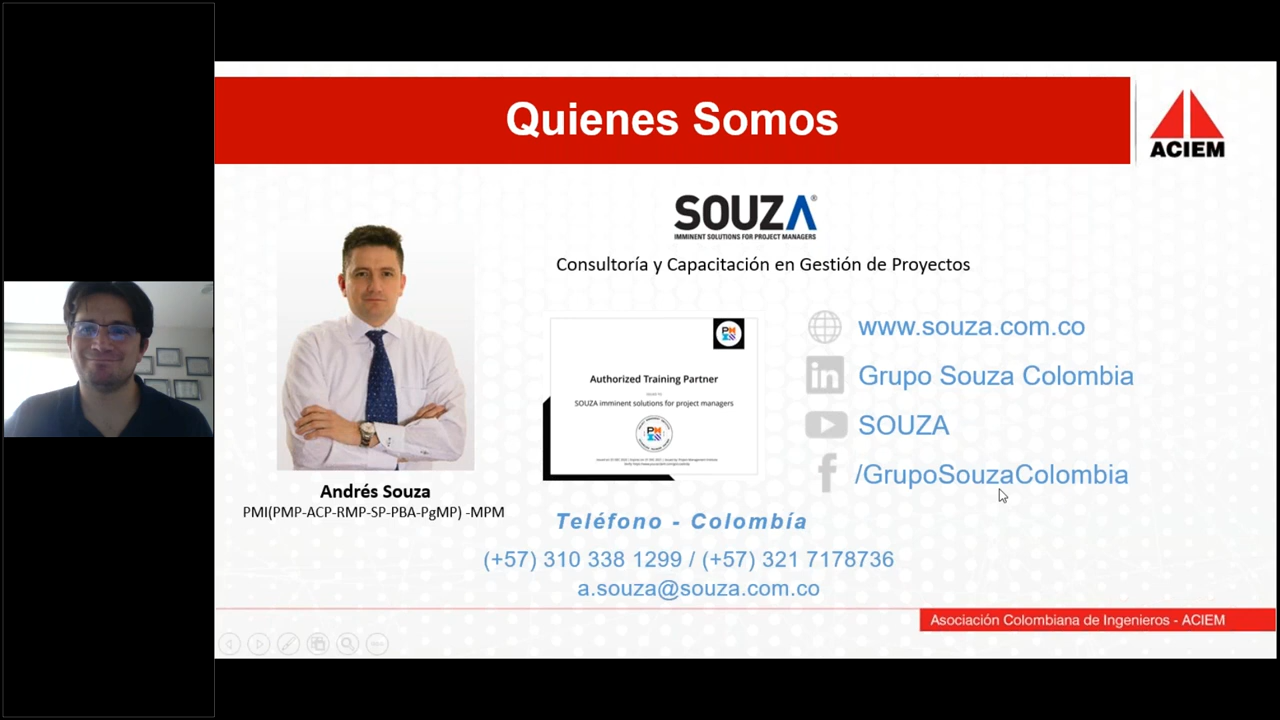 Quienes Somos
ACIEM
SOUZA®
IMMINENT SOLUTIONS FOR PROJECT MANAGERS
Consultoría y Capacitación en Gestión de Proyectos
Authorized Training Partner
SOUZA imminent solutions for project managers
www.souza.com.co
in
Grupo Souza Colombia
SOUZA
f
/GrupoSouzaColombia
Andrés Souza
PMI(PMP-ACP-RMP-SP-PBA-PgMP) -MPM
Teléfono - Colombía
(+57) 310 338 1299 / (+57) 321 7178736
a.souza@souza.com.co
Asociación Colombiana de Ingenieros - ACIEM